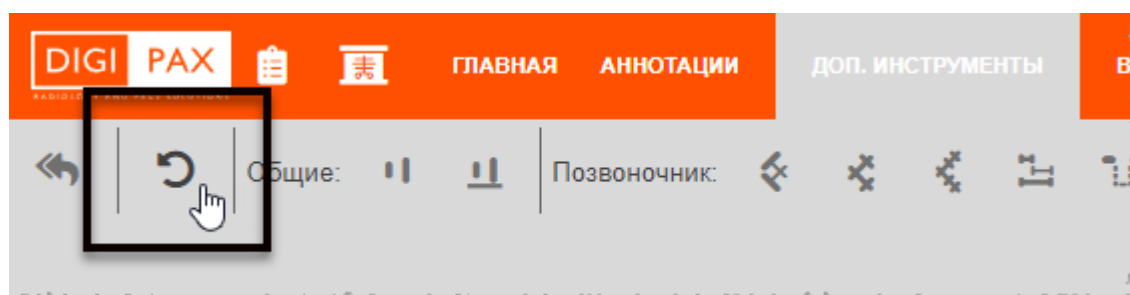 DIGI PAX ГЛАВНАЯ АННОТАЦИИ ДОП. ИНСТРУМЕНТЫ
Общие: Позвоночник: